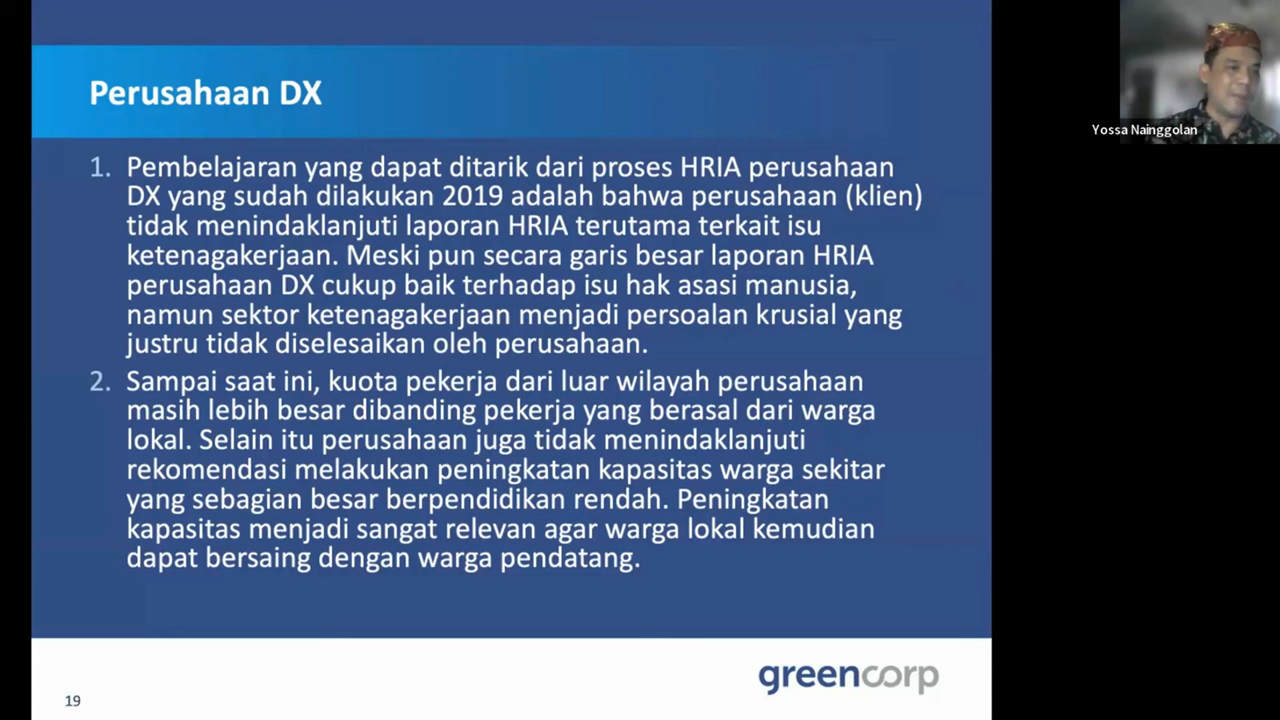 Perusahaan DX
1. Pembelajaran yang dapat ditarik dari proses HRIA perusahaan
DX yang sudah dilakukan 2019 adalah bahwa perusahaan (klien)
tidak menindaklanjuti laporan HRIA terutama terkait isu
ketenagakerjaan. Meski pun secara garis besar laporan HRIA
perusahaan DX cukup baik terhadap isu hak asasi manusia,
namun sektor ketenagakerjaan menjadi persoalan krusial yang
justru tidak diselesaikan oleh perusahaan.
2. Sampai saat ini, kuota pekerja dari luar wilayah perusahaan
masih lebih besar dibanding pekerja yang berasal dari warga
lokal. Selain itu perusahaan juga tidak menindaklanjuti
rekomendasi melakukan peningkatan kapasitas warga sekitar
yang sebagian besar berpendidikan rendah. Peningkatan
kapasitas menjadi sangat relevan agar warga lokal kemudian
dapat bersaing dengan warga pendatang.
19
greencorp
Yossa Nainggolan